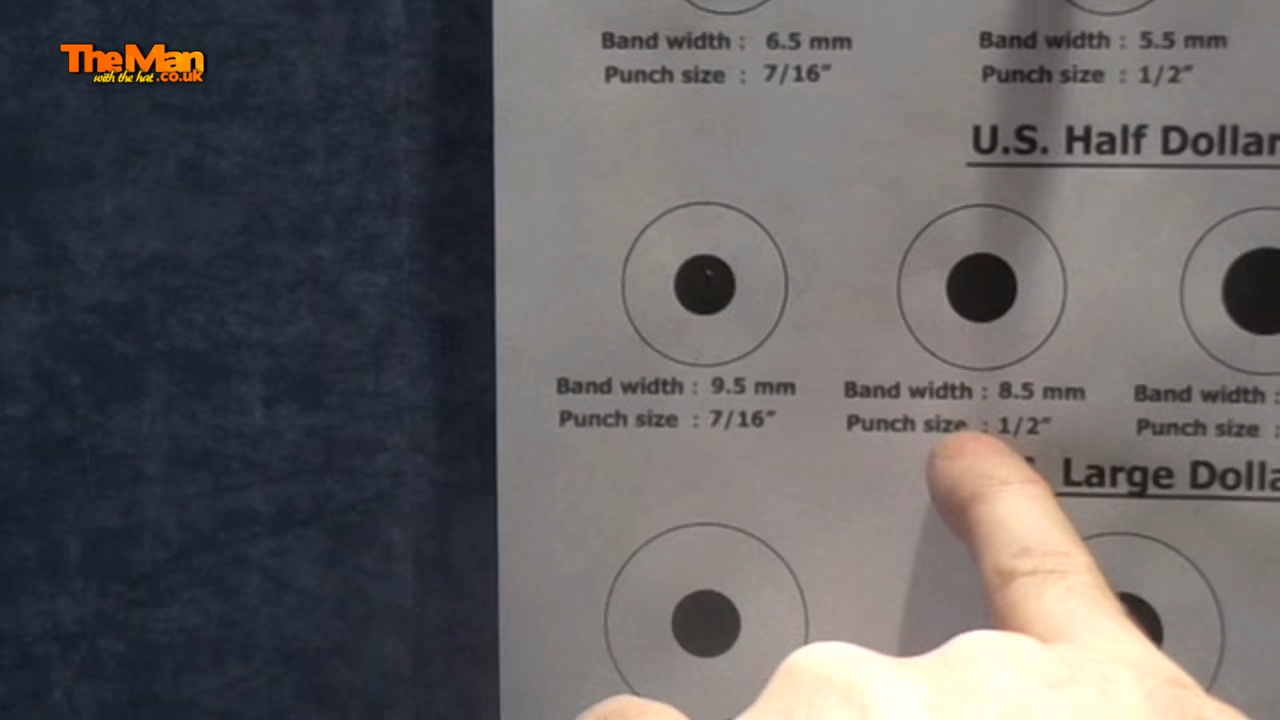 The Man
with the hat.co.uk
Band width : 6.5 mm
Punch size : 7/16″
Band width : 5.5 mm
Punch size : 1/2″
U.S. Half Dollar
Band width : 9.5 mm
Punch size : 7/16″
Band width : 8.5 mm
Punch size : 1/2″
Band width :
Punch size :
Large Dolla